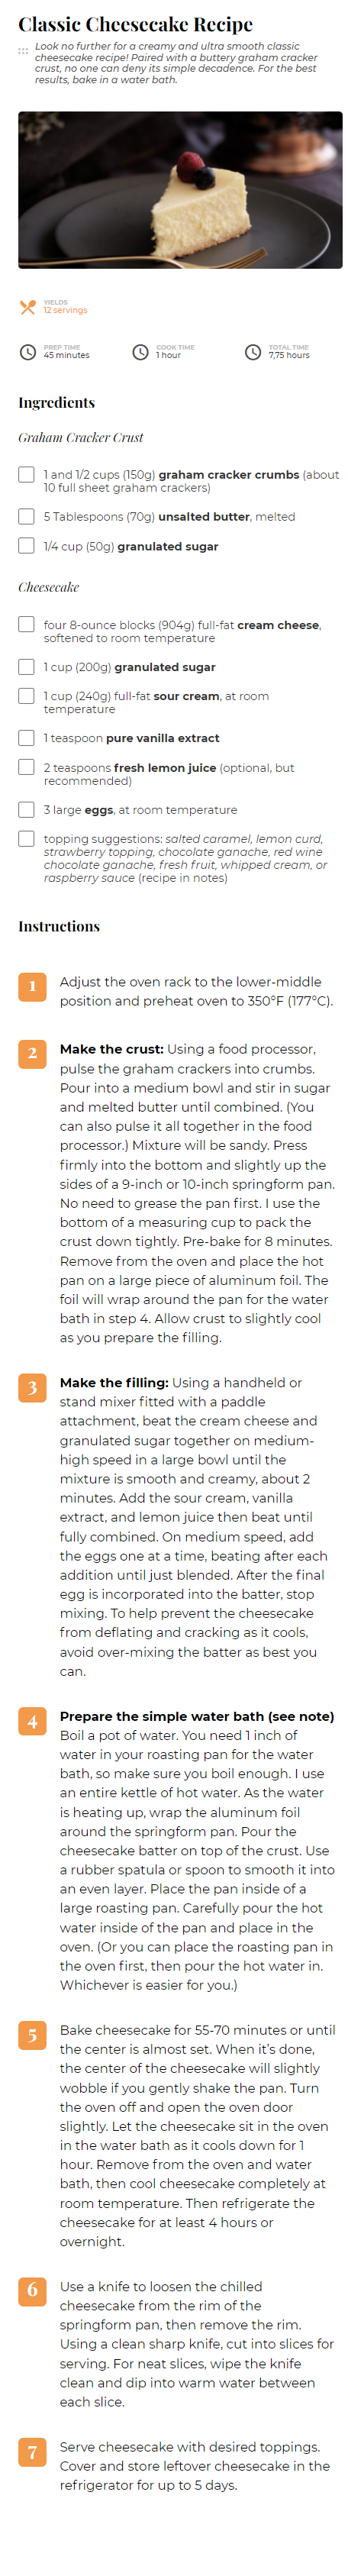 Classic Cheesecake Recipe
Look no further for a creamy and ultra smooth classic
cheesecake recipe! Paired with a buttery graham cracker
crust, no one can deny its simple decadence. For the best
results, bake in a water bath.
YIELDS
12 servings
PREP TIME
45 minutes
COOK TIME
1 hour
TOTAL TIME
7,75 hours
Ingredients
Graham Cracker Crust
1 and 1/2 cups (150g) graham cracker crumbs (about
10 full sheet graham crackers)
5 Tablespoons (70g) unsalted butter, melted
1/4 cup (50g) granulated sugar
Cheesecake
four 8-ounce blocks (904g) full-fat cream cheese,
softened to room temperature
1 cup (200g) granulated sugar
1 cup (240g) full-fat sour cream, at room
temperature
1 teaspoon pure vanilla extract
2 teaspoons fresh lemon juice (optional, but
recommended)
3 large eggs, at room temperature
topping suggestions: salted caramel, lemon curd,
strawberry topping, chocolate ganache, red wine
chocolate ganache, fresh fruit, whipped cream, or
raspberry sauce (recipe in notes)
Instructions
1
Adjust the oven rack to the lower-middle
position and preheat oven to 350°F (177°C).
2
Make the crust: Using a food processor,
pulse the graham crackers into crumbs.
Pour into a medium bowl and stir in sugar
and melted butter until combined. (You
can also pulse it all together in the food
processor.) Mixture will be sandy. Press
firmly into the bottom and slightly up the
sides of a 9-inch or 10-inch springform pan.
No need to grease the pan first. I use the
bottom of a measuring cup to pack the
crust down tightly. Pre-bake for 8 minutes.
Remove from the oven and place the hot
pan on a large piece of aluminum foil. The
foil will wrap around the pan for the water
bath in step 4. Allow crust to slightly cool
as you prepare the filling.
3
Make the filling: Using a handheld or
stand mixer fitted with a paddle
attachment, beat the cream cheese and
granulated sugar together on medium-
high speed in a large bowl until the
mixture is smooth and creamy, about 2
minutes. Add the sour cream, vanilla
extract, and lemon juice then beat until
fully combined. On medium speed, add
the eggs one at a time, beating after each
addition until just blended. After the final
egg is incorporated into the batter, stop
mixing. To help prevent the cheesecake
from deflating and cracking as it cools,
avoid over-mixing the batter as best you
can.
4
Prepare the simple water bath (see note)
Boil a pot of water. You need 1 inch of
water in your roasting pan for the water
bath, so make sure you boil enough. I use
an entire kettle of hot water. As the water
is heating up, wrap the aluminum foil
around the springform pan. Pour the
cheesecake batter on top of the crust. Use
a rubber spatula or spoon to smooth it into
an even layer. Place the pan inside of a
large roasting pan. Carefully pour the hot
water inside of the pan and place in the
oven. (Or you can place the roasting pan in
the oven first, then pour the hot water in.
Whichever is easier for you.)
5
Bake cheesecake for 55-70 minutes or until
the center is almost set. When it's done,
the center of the cheesecake will slightly
wobble if you gently shake the pan. Turn
the oven off and open the oven door
slightly. Let the cheesecake sit in the oven
in the water bath as it cools down for 1
hour. Remove from the oven and water
bath, then cool cheesecake completely at
room temperature. Then refrigerate the
cheesecake for at least 4 hours or
overnight.
6
Use a knife to loosen the chilled
cheesecake from the rim of the
springform pan, then remove the rim.
Using a clean sharp knife, cut into slices for
serving. For neat slices, wipe the knife
clean and dip into warm water between
each slice.
7
Serve cheesecake with desired toppings.
Cover and store leftover cheesecake in the
refrigerator for up to 5 days.